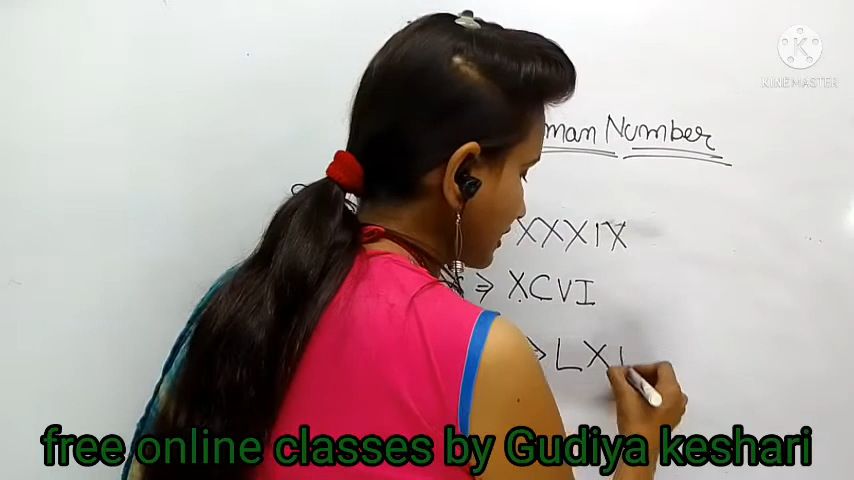 KINEMASTER
man Number
XXXIX
⇒ XCVI
⇒ LXI
free online classes by Gudiya keshari